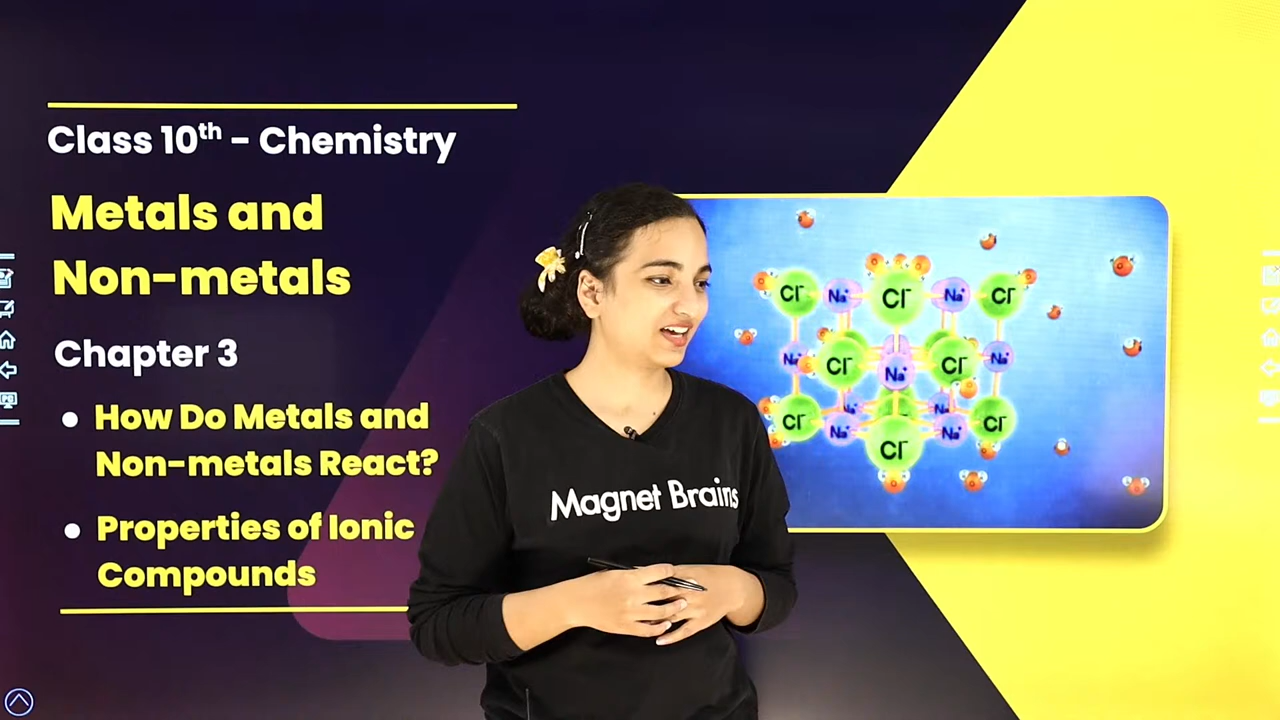 Class 10th - Chemistry
Metals and
Non-metals
Chapter 3
• How Do Metals and
Non-metals React?
• Properties of Ionic
Compounds
Magnet Brains
Cl⁻ Na⁺ Cl⁻ Na⁺ Cl⁻
Na⁺ Cl⁻ Na⁺ Cl⁻ Na⁺
Na⁺ Na⁺
Cl⁻ Na⁺ Cl⁻ Na⁺ Cl⁻